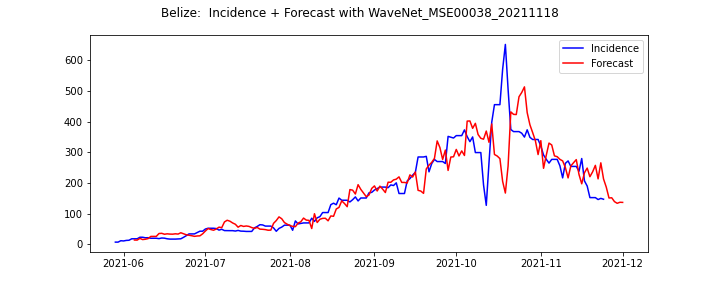 Belize:  Incidence + Forecast with WaveNet_MSE00038_20211118
Incidence
Forecast
600
500
400
300
200
100
0
2021-06 2021-07 2021-08 2021-09 2021-10 2021-11 2021-12